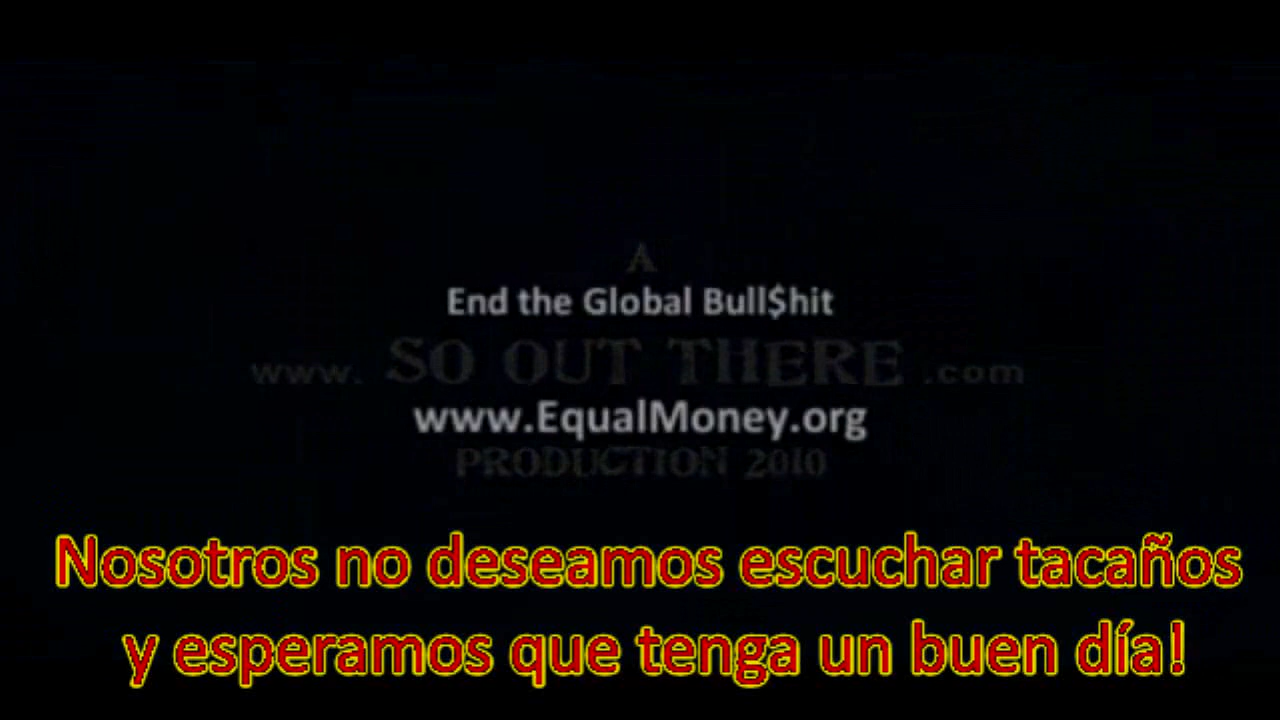 A
End the Global Bull$hit
www. SO OUT THERE .com
www.EqualMoney.org
PRODUCTION 2010
Nosotros no deseamos escuchar tacaños
y esperamos que tenga un buen día!